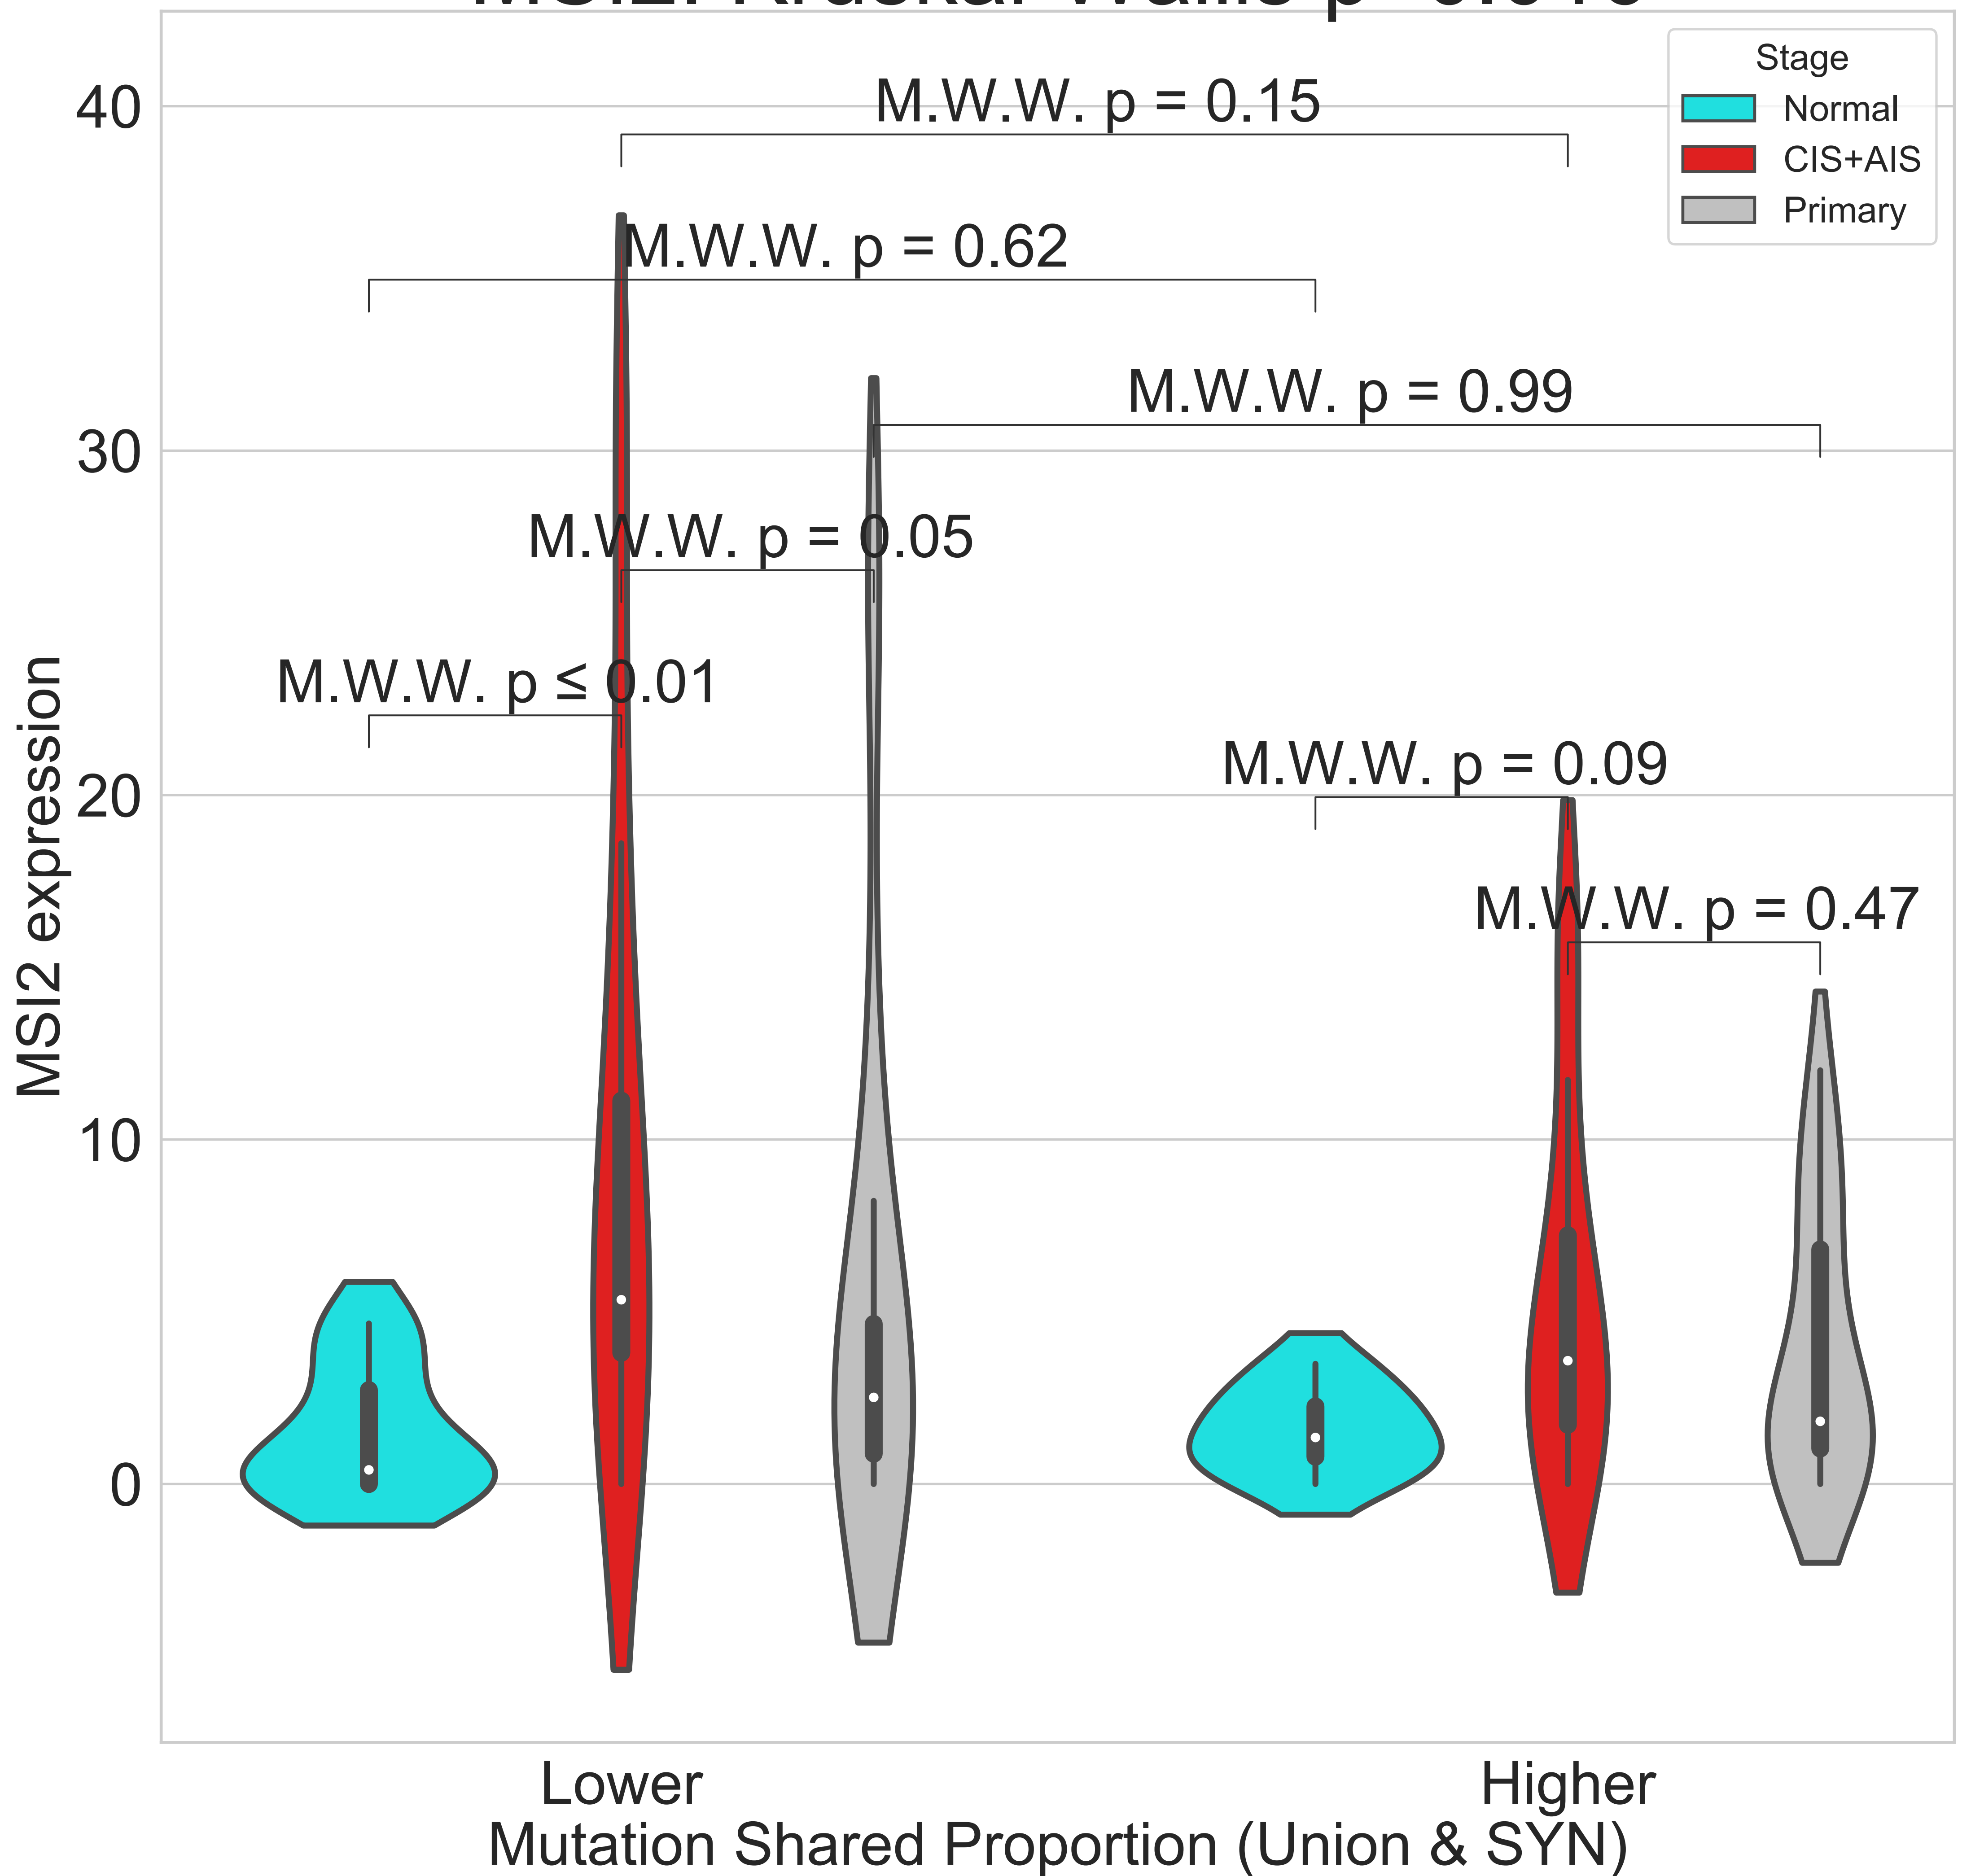 40
30
20
10
0
MSI2 expression
M.W.W. p = 0.15
M.W.W. p = 0.62
M.W.W. p = 0.99
M.W.W. p = 0.05
M.W.W. p ≤ 0.01
M.W.W. p = 0.09
M.W.W. p = 0.47
Stage
Normal
CIS+AIS
Primary
Lower
Higher
Mutation Shared Proportion (Union & SYN)